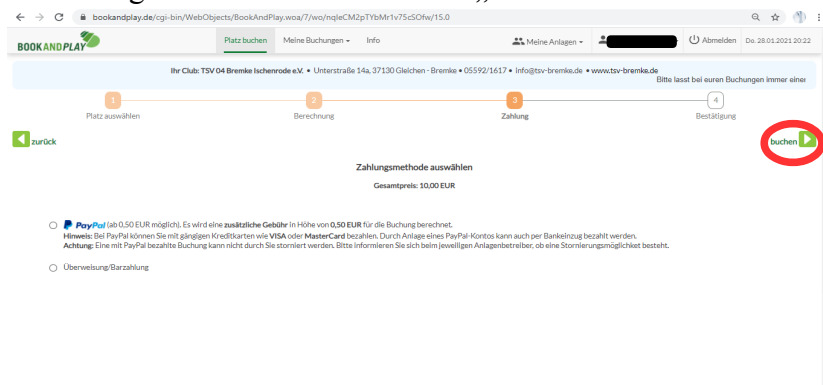 bookandplay.de/cgi-bin/WebObjects/BookAndPlay.woa/7/wo/nqleCM2pTYbMr1v75cSOfw/15.0
BOOK AND PLAY
Platz buchen Meine Buchungen Info Meine Anlagen Abmelden Do. 28.01.2021 20:22
Ihr Club: TSV 04 Bremke Ischenrode e.V. • Unterstraße 14a, 37130 Gleichen - Bremke • 05592/1617 • info@tsv-bremke.de • www.tsv-bremke.de
Bitte lasst bei euren Buchungen immer einer
1 2 3 4
Platz auswählen Berechnung Zahlung Bestätigung
zurück buchen
Zahlungsmethode auswählen
Gesamtpreis: 10,00 EUR
PayPal (ab 0,50 EUR möglich). Es wird eine zusätzliche Gebühr in Höhe von 0,50 EUR für die Buchung berechnet.
Hinweis: Bei PayPal können Sie mit gängigen Kreditkarten wie VISA oder MasterCard bezahlen. Durch Anlage eines PayPal-Kontos kann auch per Bankeinzug bezahlt werden.
Achtung: Eine mit PayPal bezahlte Buchung kann nicht durch Sie storniert werden. Bitte informieren Sie sich beim jeweiligen Anlagenbetreiber, ob eine Stornierungsmöglichket besteht.
Überweisung/Barzahlung